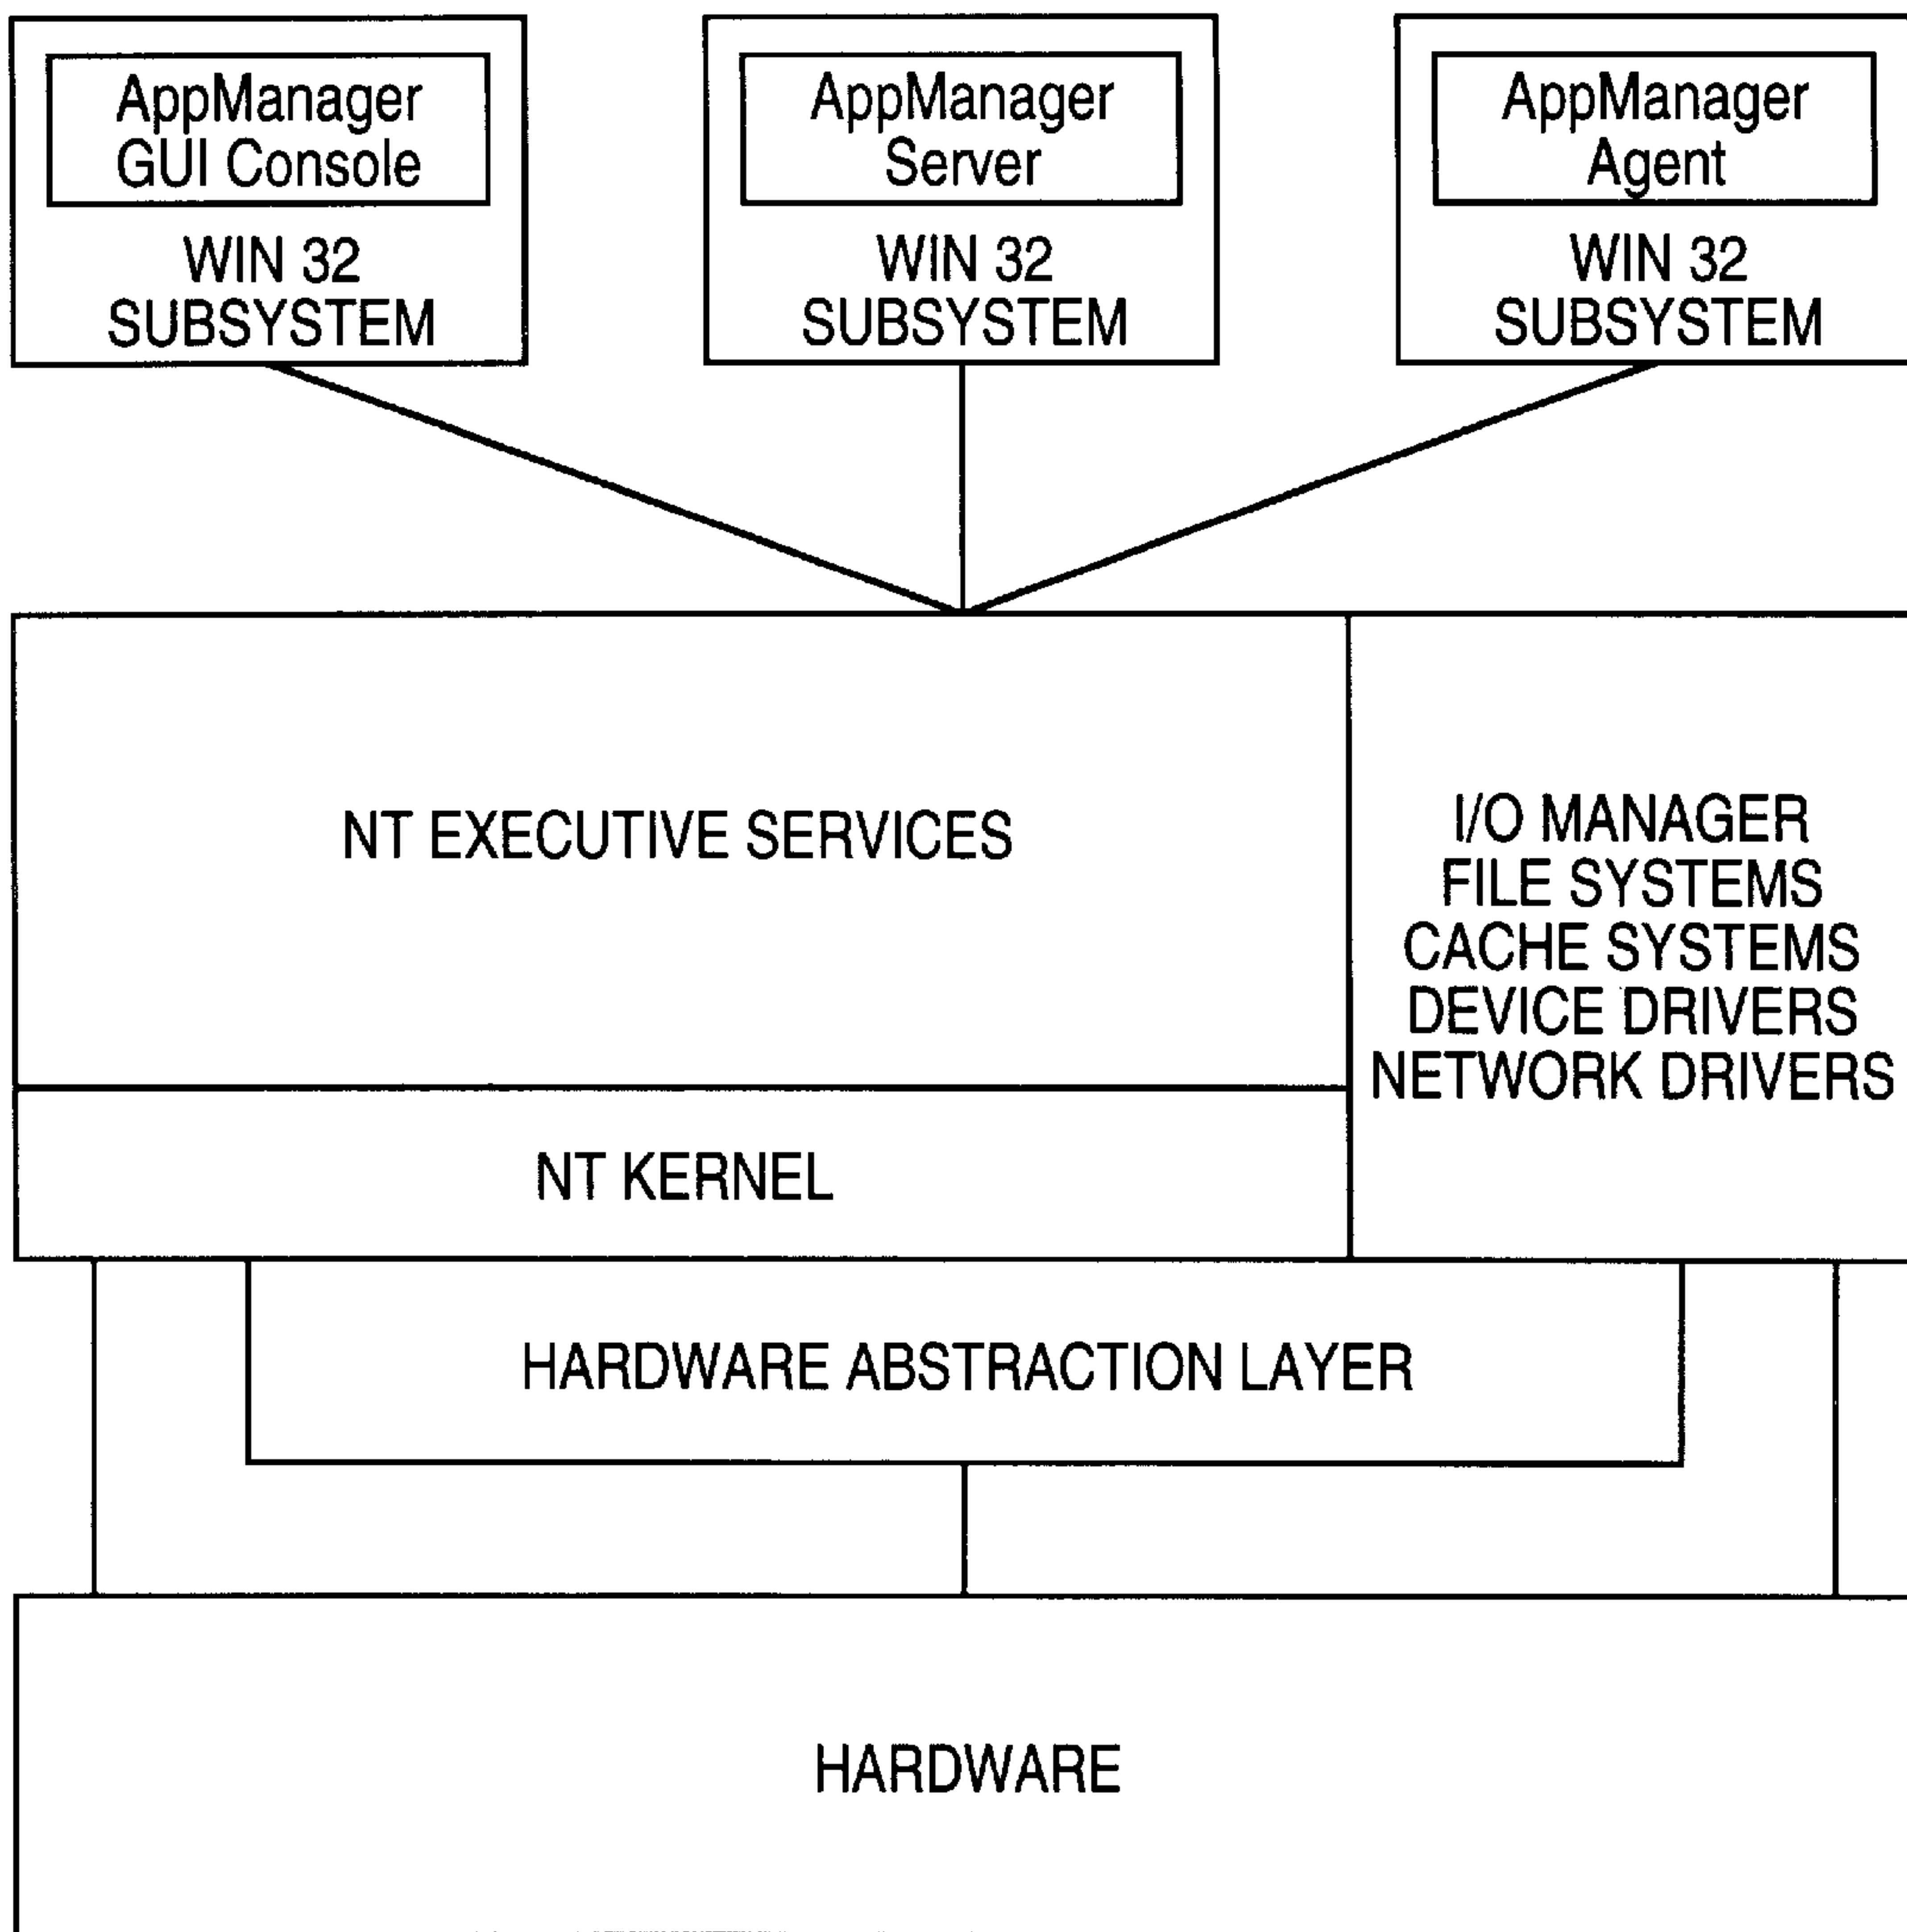 AppManager
GUI Console
WIN 32
SUBSYSTEM
AppManager
Server
WIN 32
SUBSYSTEM
AppManager
Agent
WIN 32
SUBSYSTEM
NT EXECUTIVE SERVICES
I/O MANAGER
FILE SYSTEMS
CACHE SYSTEMS
DEVICE DRIVERS
NETWORK DRIVERS
NT KERNEL
HARDWARE ABSTRACTION LAYER
HARDWARE